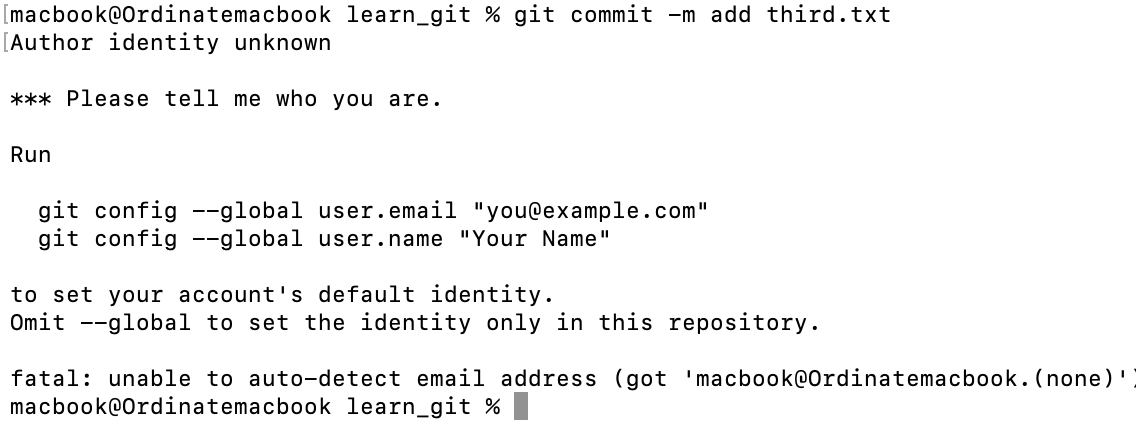 [macbook@Ordinatemacbook learn_git % git commit -m add third.txt
[Author identity unknown
*** Please tell me who you are.
Run
git config --global user.email "you@example.com"
git config --global user.name "Your Name"
to set your account's default identity.
Omit --global to set the identity only in this repository.
fatal: unable to auto-detect email address (got 'macbook@Ordinatemacbook.(none)')
macbook@Ordinatemacbook learn_git %